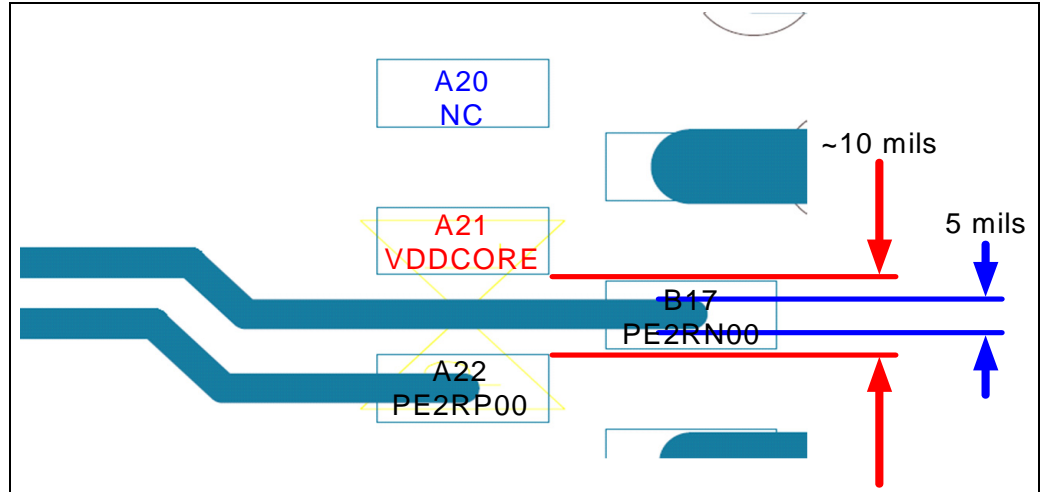 A20
NC
~10 mils
A21
VDDCORE
5 mils
B17
PE2RN00
A22
PE2RP00